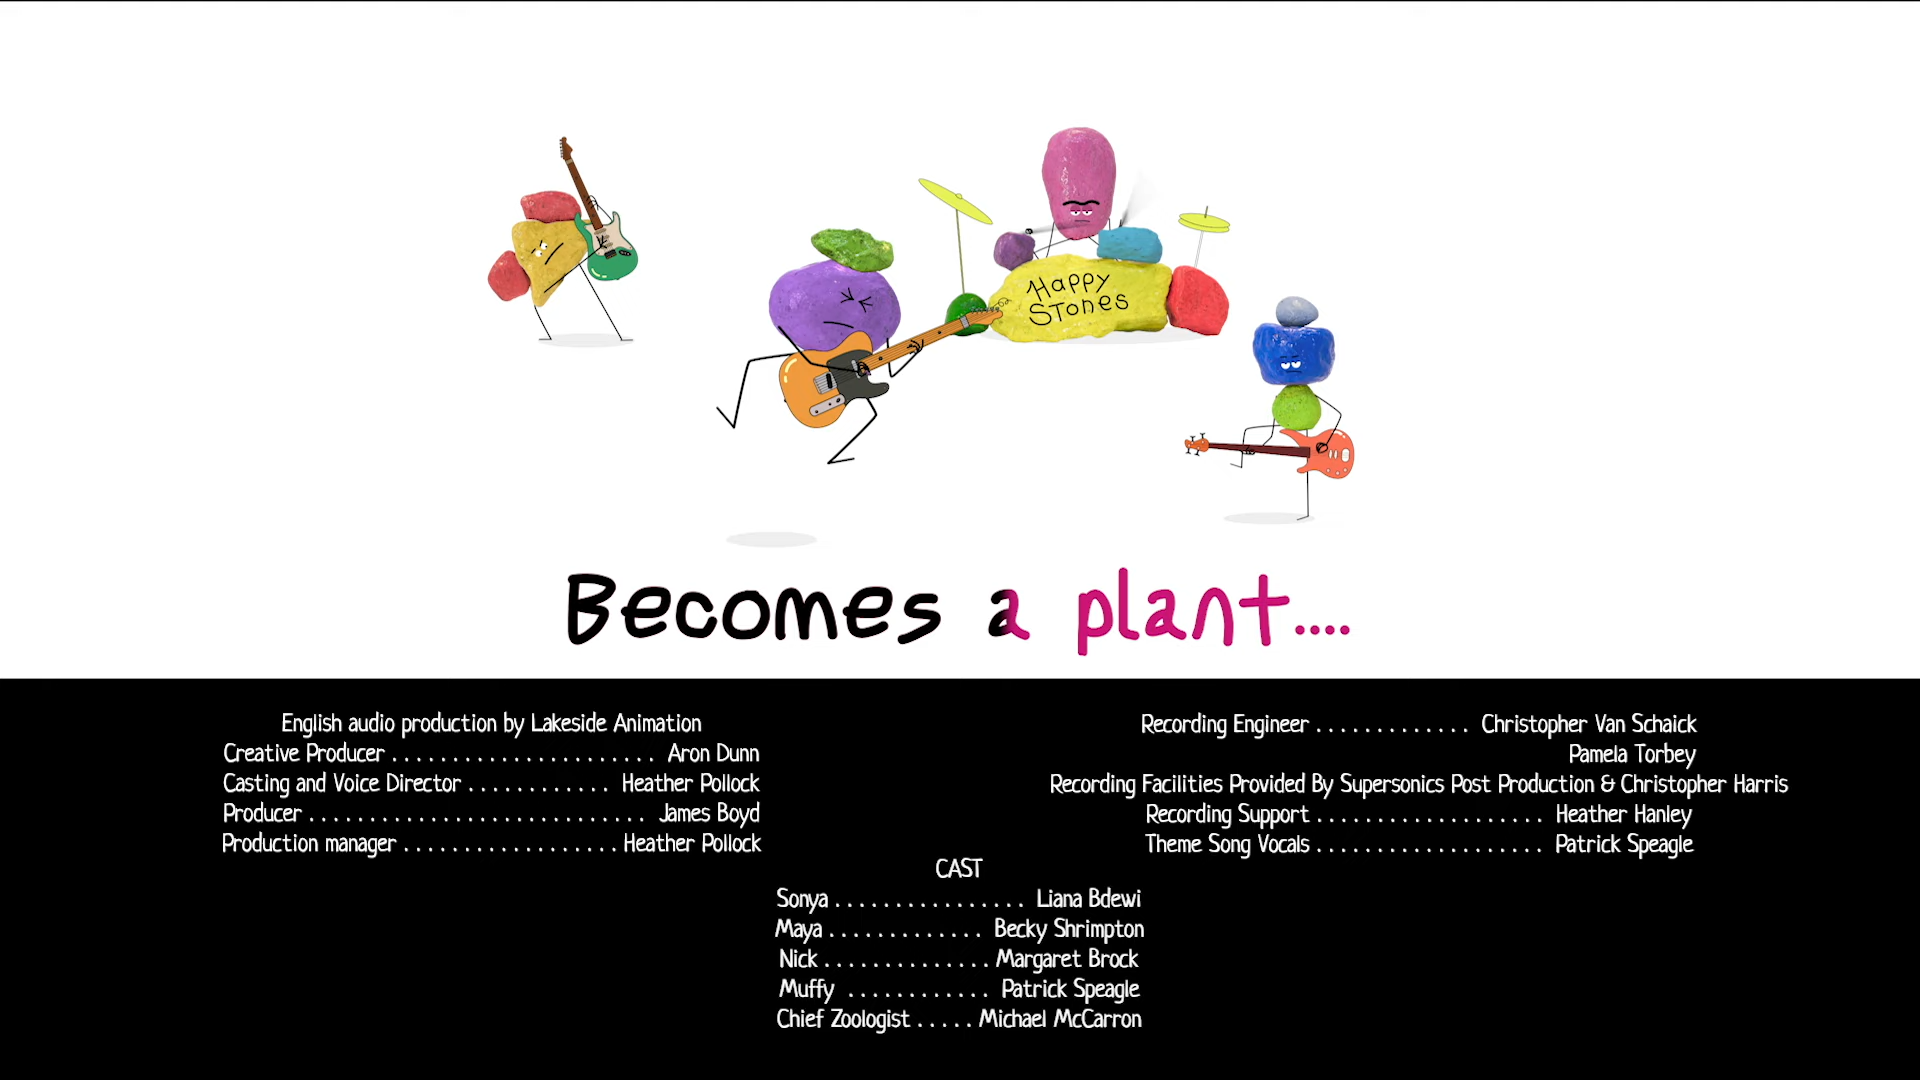 Happy
Stones
Becomes a plant....
English audio production by Lakeside Animation
Creative Producer . . . . . . . . . . . . . . . . . . . . . . Aron Dunn
Casting and Voice Director . . . . . . . . . . . . Heather Pollock
Producer . . . . . . . . . . . . . . . . . . . . . . . . . . . . James Boyd
Production manager . . . . . . . . . . . . . . . . . . Heather Pollock
Recording Engineer . . . . . . . . . . . . . Christopher Van Schaick
Pamela Torbey
Recording Facilities Provided By Supersonics Post Production & Christopher Harris
Recording Support . . . . . . . . . . . . . . . . . . . Heather Hanley
Theme Song Vocals . . . . . . . . . . . . . . . . . . . Patrick Speagle
CAST
Sonya . . . . . . . . . . . . . . . . Liana Bdewi
Maya . . . . . . . . . . . . . Becky Shrimpton
Nick . . . . . . . . . . . . . . Margaret Brock
Muffy . . . . . . . . . . . . Patrick Speagle
Chief Zoologist . . . . . Michael McCarron